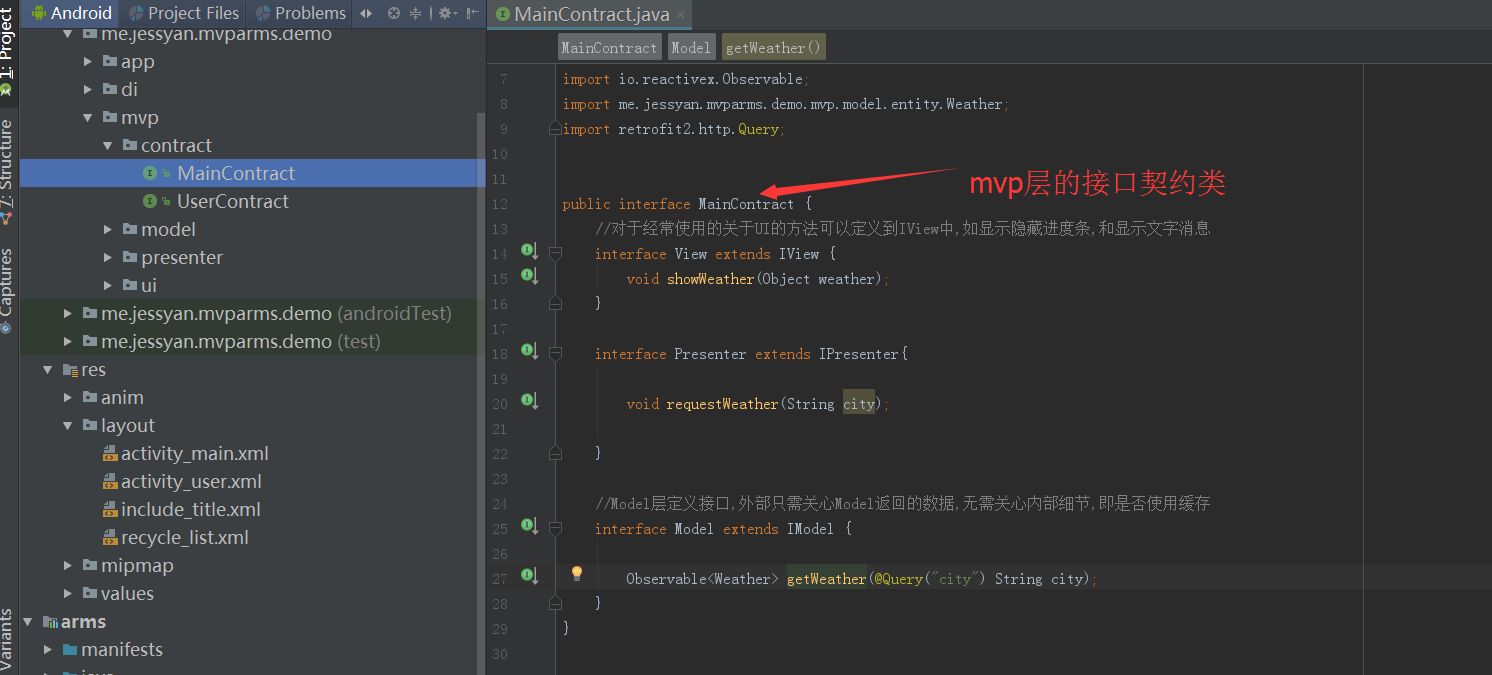 Android
Project Files
Problems
MainContract.java
1: Project
7: Structure
Captures
Variants
me.jessyan.mvparms.demo
app
di
mvp
contract
MainContract
UserContract
model
presenter
ui
me.jessyan.mvparms.demo (androidTest)
me.jessyan.mvparms.demo (test)
res
anim
layout
activity_main.xml
activity_user.xml
include_title.xml
recycle_list.xml
mipmap
values
arms
manifests
MainContract Model getWeather()
7 import io.reactivex.Observable;
8 import me.jessyan.mvparms.demo.mvp.model.entity.Weather;
9 import retrofit2.http.Query;
10
11
mvp层的接口契约类
12 public interface MainContract {
13 //对于经常使用的关于UI的方法可以定义到IView中,如显示隐藏进度条,和显示文字消息
14 interface View extends IView {
15 void showWeather(Object weather);
16 }
17
18 interface Presenter extends IPresenter{
19
20 void requestWeather(String city);
21
22 }
23
24 //Model层定义接口,外部只需关心Model返回的数据,无需关心内部细节,即是否使用缓存
25 interface Model extends IModel {
26
27 Observable<Weather> getWeather(@Query("city") String city);
28 }
29 }
30